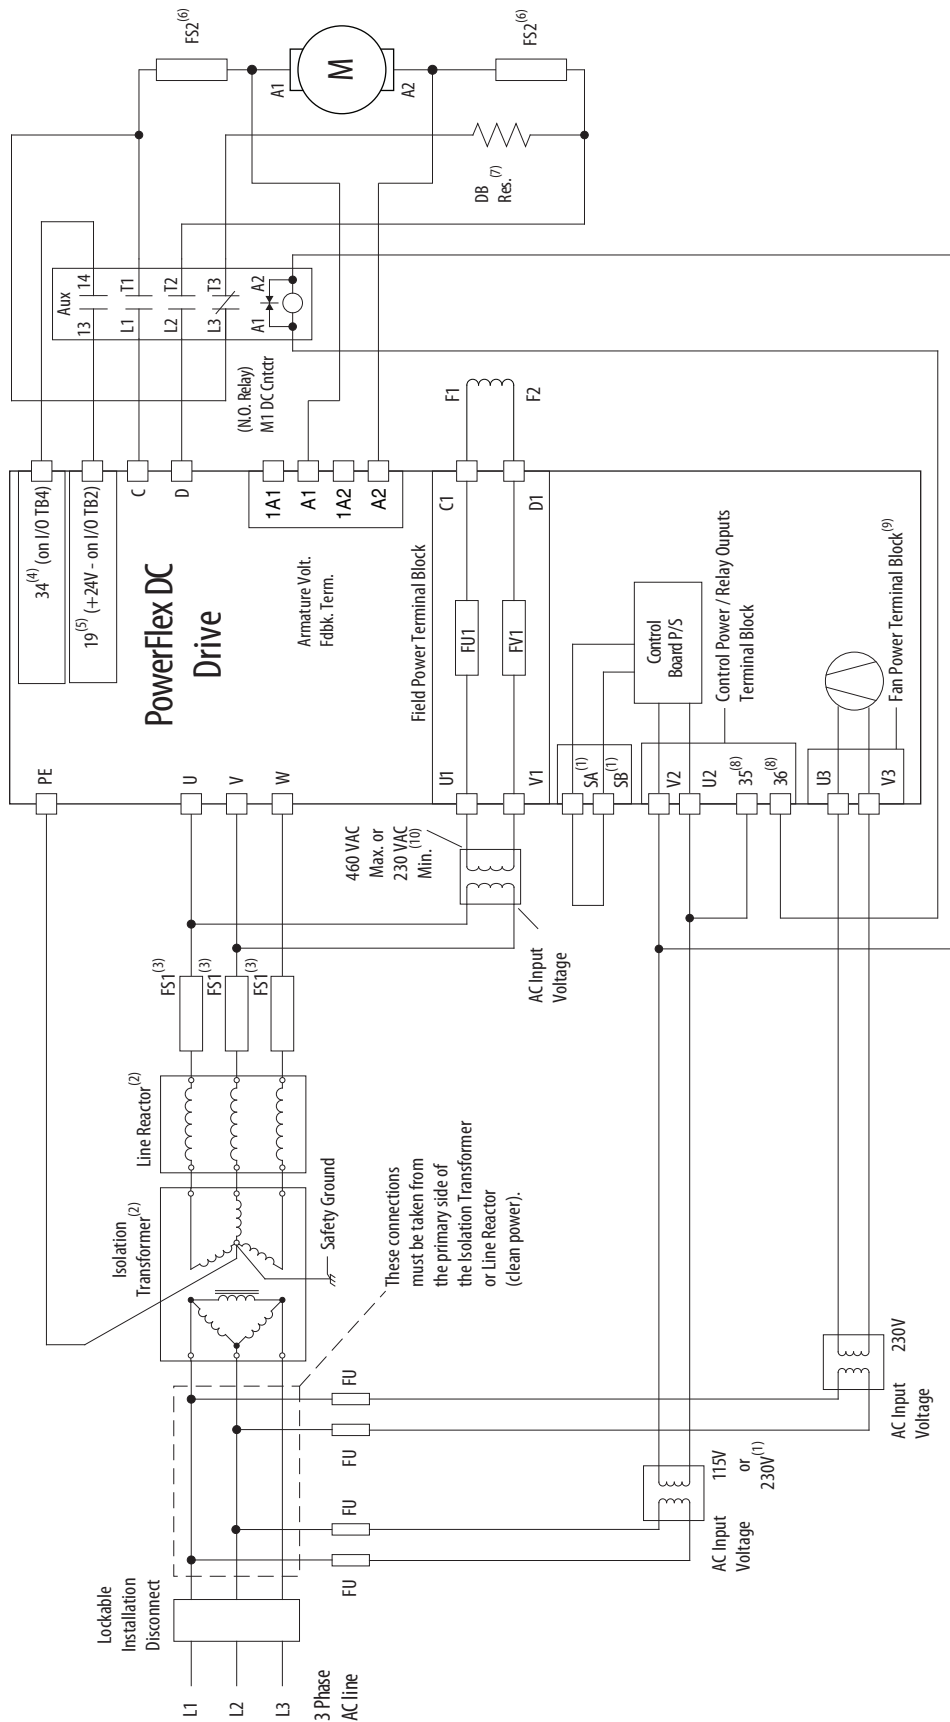 L1
L2
L3
3 Phase
AC line
Lockable
Installation
Disconnect
FU
FU
FU
FU
Isolation
Transformer(2)
Line Reactor(2)
Safety Ground
These connections
must be taken from
the primary side of
the Isolation Transformer
or Line Reactor
(clean power).
FS1(3)
FS1(3)
FS1(3)
AC Input
Voltage
460 VAC
Max. or
230 VAC
Min. (10)
AC Input
Voltage
115V
or
230V(1)
AC Input
Voltage
230V
PE
U
V
W
U1
V1
SA(1)
SB(1)
V2
U2
35(8)
36(8)
U3
V3
34(4) (on I/O TB4)
19(5) (+24V - on I/O TB2)
PowerFlex DC
Drive
Armature Volt.
Fdbk. Term.
Field Power Terminal Block
FU1
FV1
Control
Board P/S
Control Power / Relay Ouputs
Terminal Block
Fan Power Terminal Block(9)
C
D
1A1
A1
1A2
A2
C1
D1
F1
F2
(N.O. Relay)
M1 DC Cntctr
Aux
13
14
L1
T1
L2
T2
L3
T3
A1
A2
DB
Res. (7)
FS2(6)
A1
M
A2
FS2(6)